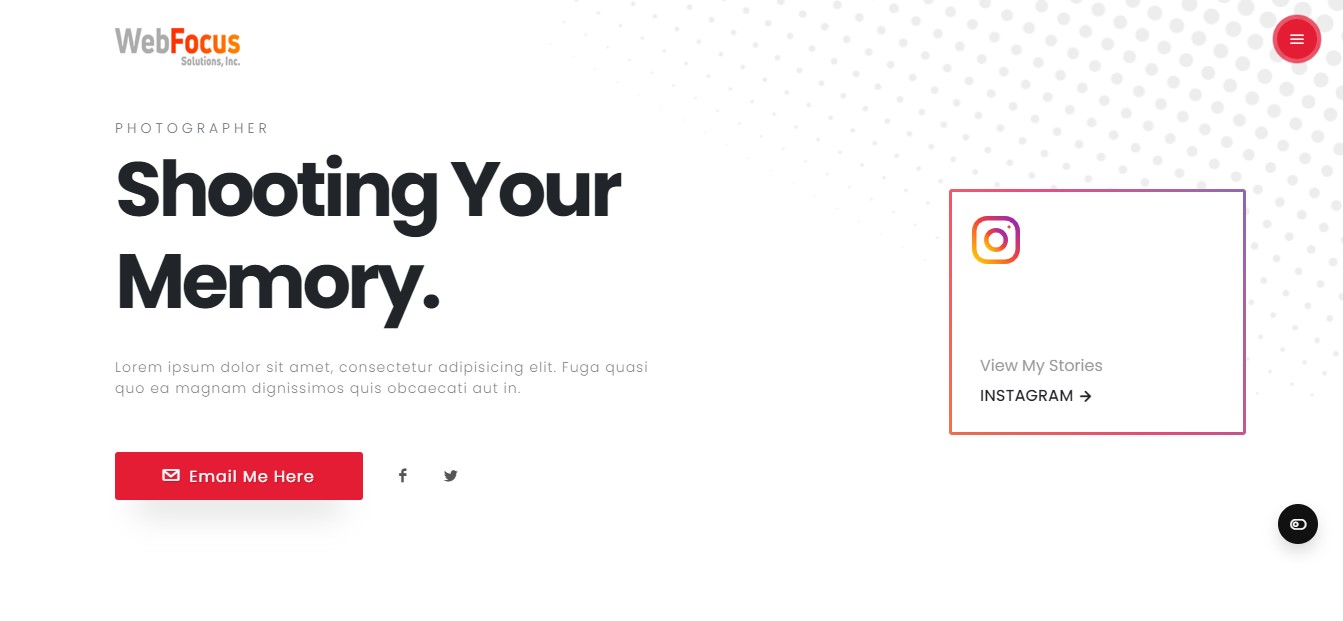 WebFocus
Solutions, Inc.
PHOTOGRAPHER
Shooting Your
Memory.
Lorem ipsum dolor sit amet, consectetur adipisicing elit. Fuga quasi
quo ea magnam dignissimos quis obcaecati aut in.
View My Stories
INSTAGRAM →
Email Me Here